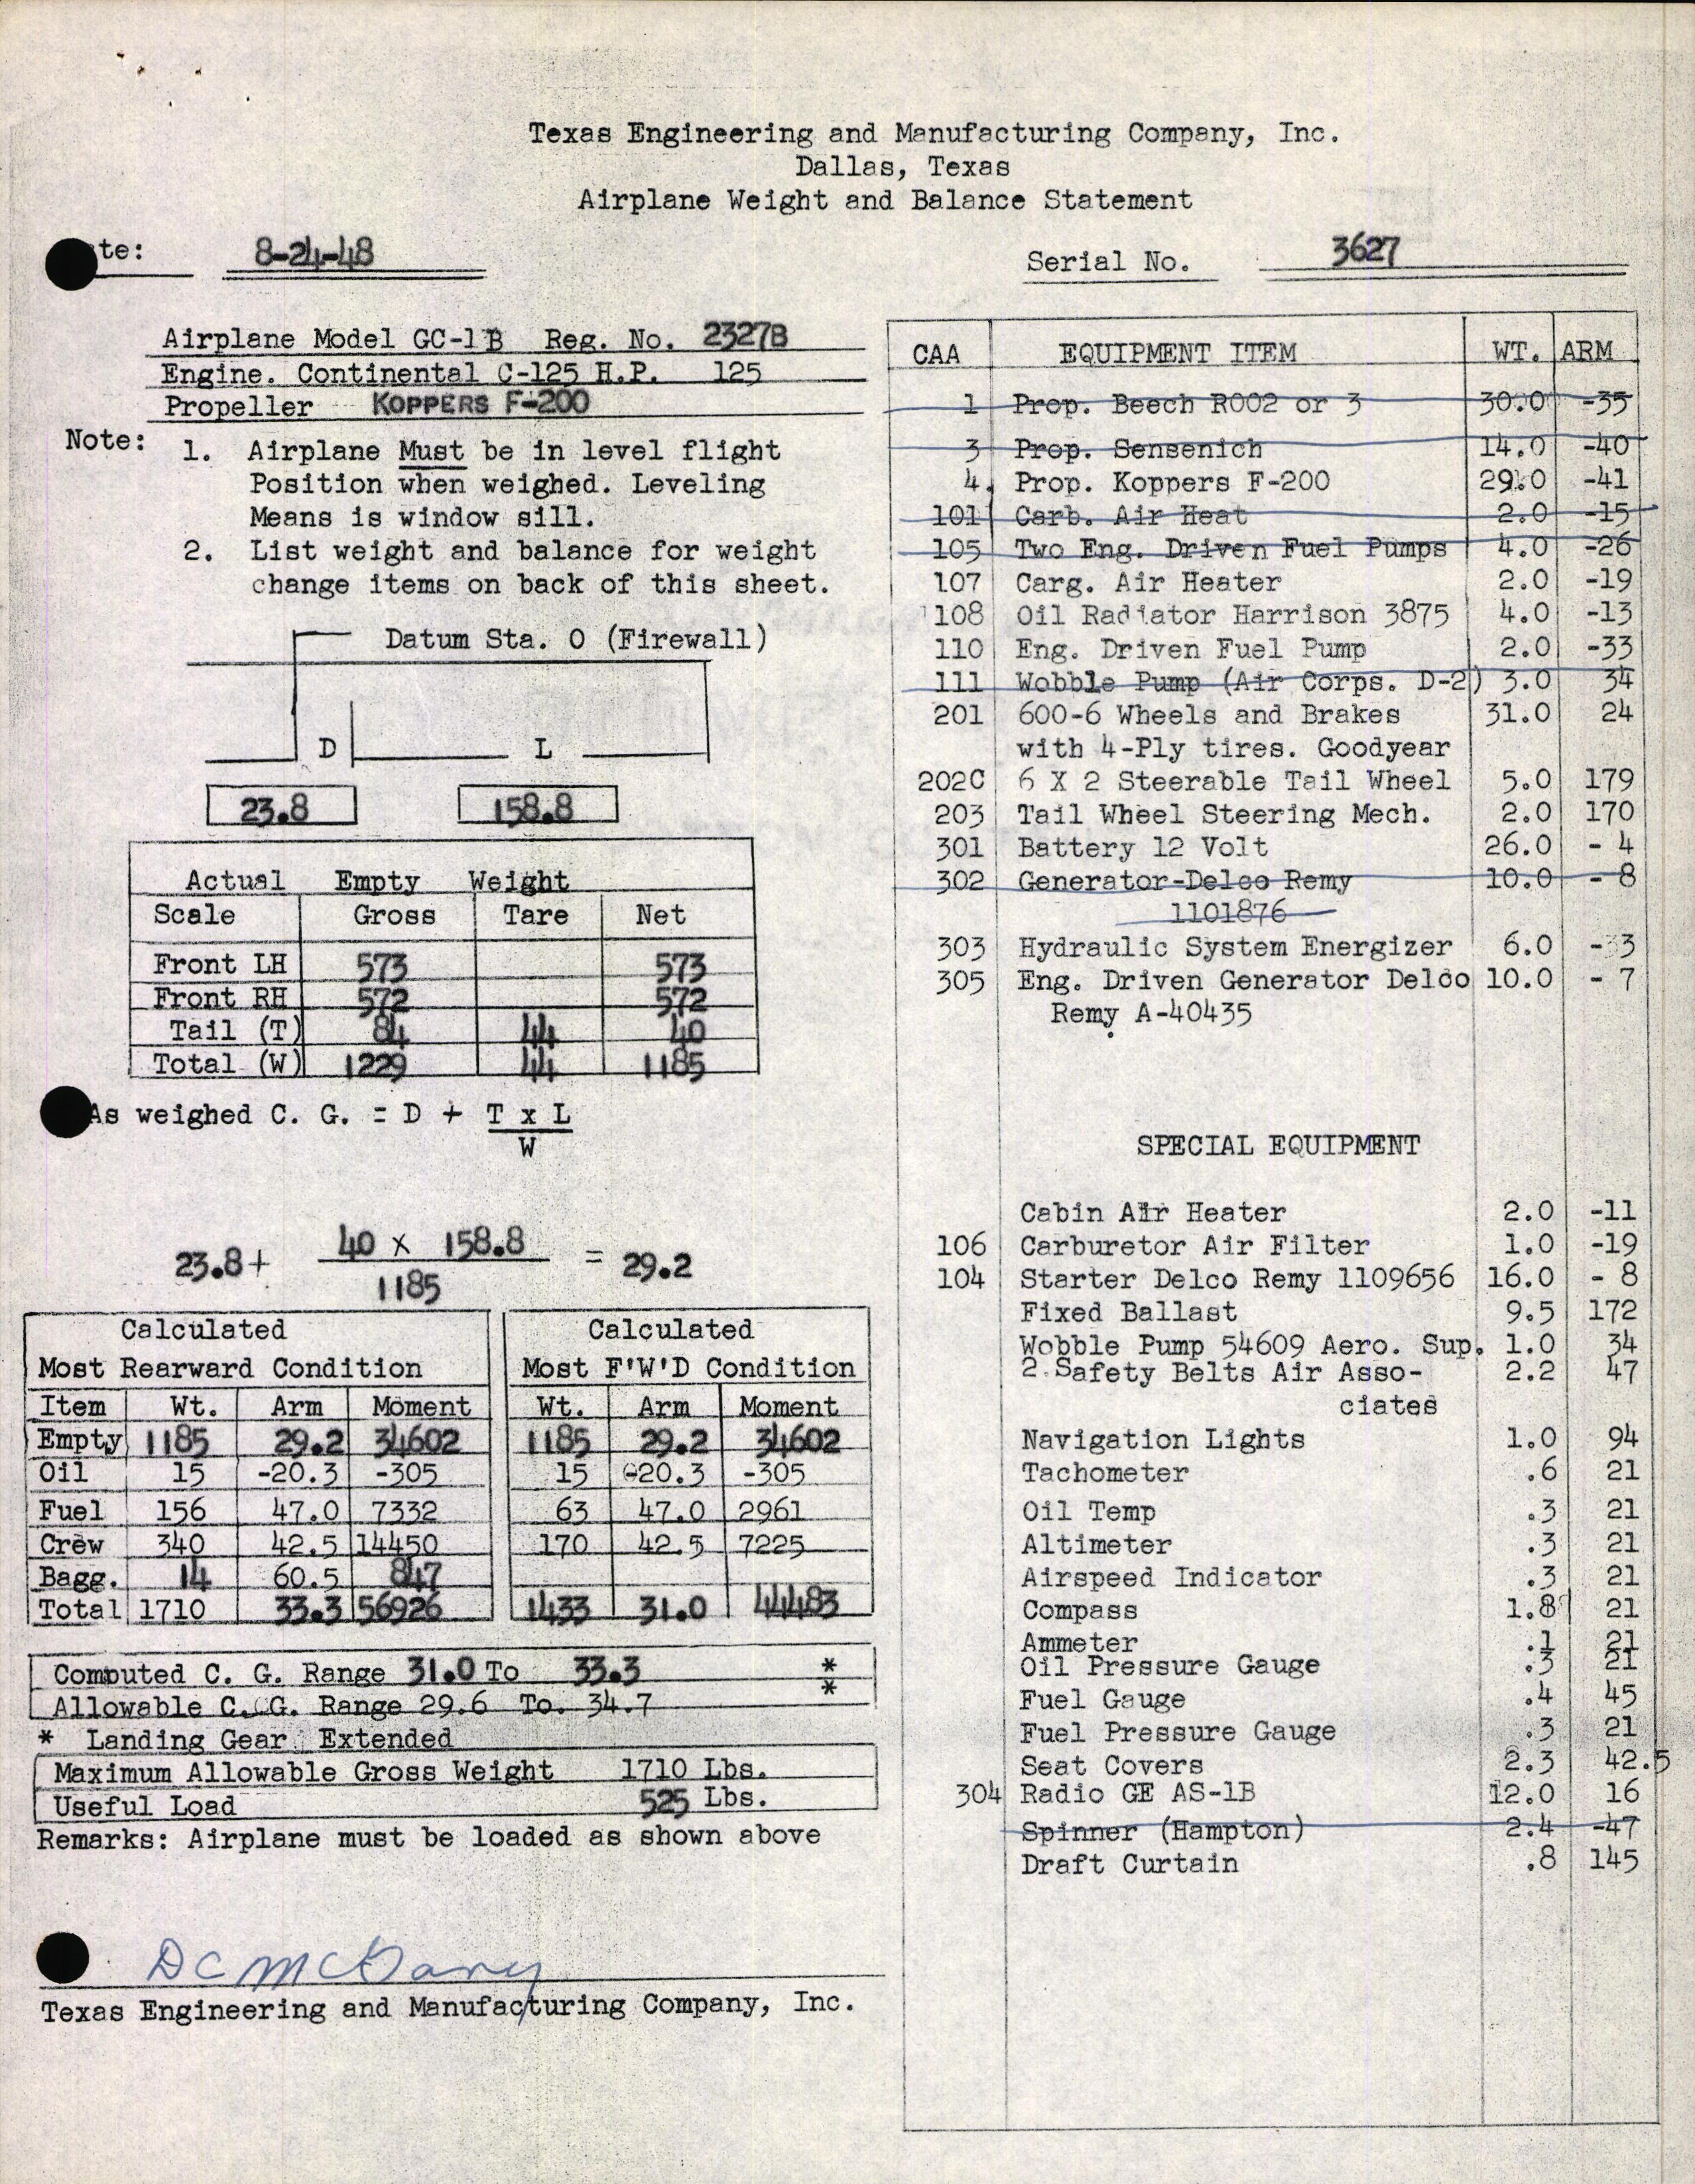 Texas Engineering and Manufacturing Company, Inc.
Dallas, Texas
Airplane Weight and Balance Statement
te: 8-24-48
Serial No. 3627
Airplane Model GC-1B Reg. No. 2327B
Engine. Continental C-125 H.P. 125
Propeller KOPPERS F-200
Note: 1. Airplane Must be in level flight
Position when weighed. Leveling
Means is window sill.
2. List weight and balance for weight
change items on back of this sheet.
Datum Sta. 0 (Firewall)
D L
23.8 158.8
Actual Empty Weight
Scale Gross Tare Net
Front LH 573 573
Front RH 572 572
Tail (T) 84 44 40
Total (W) 1229 44 1185
As weighed C. G. = D + T x L
W
40 x 158.8
23.8+ = 29.2
1185
Calculated
Most Rearward Condition
Item Wt. Arm Moment
Empty 1185 29.2 34602
Oil 15 -20.3 -305
Fuel 156 47.0 7332
Crew 340 42.5 14450
Bagg. 14 60.5 847
Total 1710 33.3 56926
Calculated
Most F'W'D Condition
Wt. Arm Moment
1185 29.2 34602
15 -20.3 -305
63 47.0 2961
170 42.5 7225
1433 31.0 44483
Computed C. G. Range 31.0 To 33.3 *
Allowable C. G. Range 29.6 To. 34.7 *
* Landing Gear Extended
Maximum Allowable Gross Weight 1710 Lbs.
Useful Load 525 Lbs.
Remarks: Airplane must be loaded as shown above
Texas Engineering and Manufacturing Company, Inc.
CAA EQUIPMENT ITEM WT. ARM
1 Prop. Beech R002 or 3 30.0 -35
3 Prop. Sensenich 14.0 -40
4. Prop. Koppers F-200 29.0 -41
101 Carb. Air Heat 2.0 -15
105 Two Eng. Driven Fuel Pumps 4.0 -26
107 Carg. Air Heater 2.0 -19
108 Oil Radiator Harrison 3875 4.0 -13
110 Eng. Driven Fuel Pump 2.0 -33
111 Wobble Pump (Air Corps. D-2) 3.0 34
201 600-6 Wheels and Brakes 31.0 24
with 4-Ply tires. Goodyear
202C 6 X 2 Steerable Tail Wheel 5.0 179
203 Tail Wheel Steering Mech. 2.0 170
301 Battery 12 Volt 26.0 - 4
302 Generator-Delco Remy 10.0 - 8
1101876
303 Hydraulic System Energizer 6.0 -33
305 Eng. Driven Generator Delco 10.0 - 7
Remy A-40435
SPECIAL EQUIPMENT
Cabin Air Heater 2.0 -11
106 Carburetor Air Filter 1.0 -19
104 Starter Delco Remy 1109656 16.0 - 8
Fixed Ballast 9.5 172
Wobble Pump 54609 Aero. Sup. 1.0 34
2 Safety Belts Air Asso- 2.2 47
ciates
Navigation Lights 1.0 94
Tachometer .6 21
Oil Temp .3 21
Altimeter .3 21
Airspeed Indicator .3 21
Compass 1.8 21
Ammeter .1 21
Oil Pressure Gauge .3 21
Fuel Gauge .4 45
Fuel Pressure Gauge .3 21
Seat Covers 2.3 42.5
304 Radio GE AS-1B 12.0 16
Spinner (Hampton) 2.4 -47
Draft Curtain .8 145